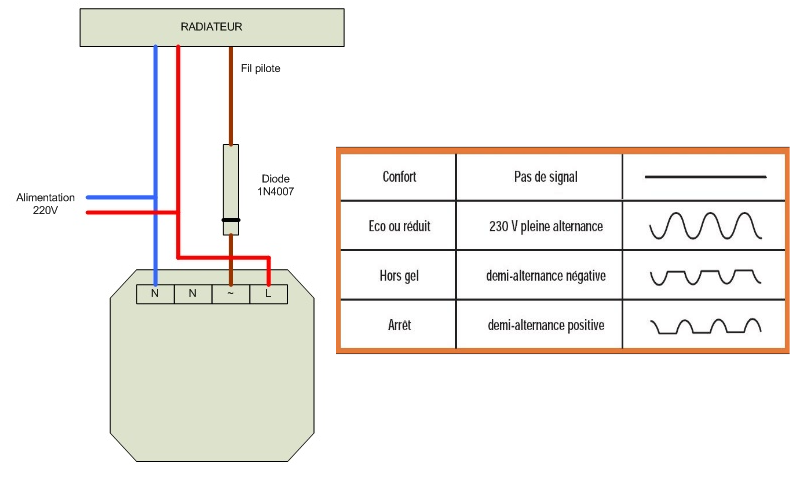 RADIATEUR
Fil pilote
Diode
1N4007
Alimentation
220V
N N ~ L
Confort Pas de signal
Eco ou réduit 230 V pleine alternance
Hors gel demi-alternance négative
Arrêt demi-alternance positive